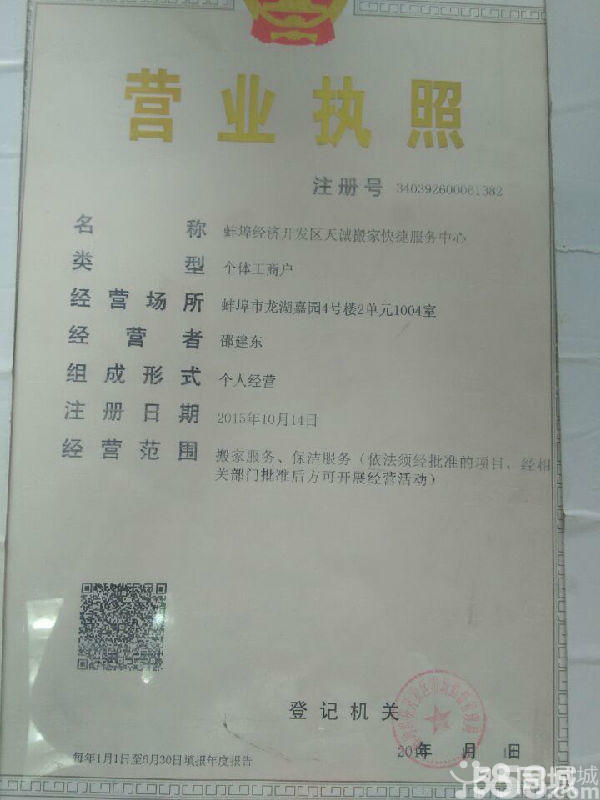 营业执照
注册号 340392600061382
名称 蚌埠经济开发区天诚搬家快捷服务中心
类型 个体工商户
经营场所 蚌埠市龙湖嘉园4号楼2单元1004室
经营者 邵建东
组成形式 个人经营
注册日期 2015年10月14日
经营范围 搬家服务、保洁服务(依法须经批准的项目、经相
关部门批准后方可开展经营活动)
登记机关
年 月 日
每年1月1日至6月30日填报年度报告
58同城